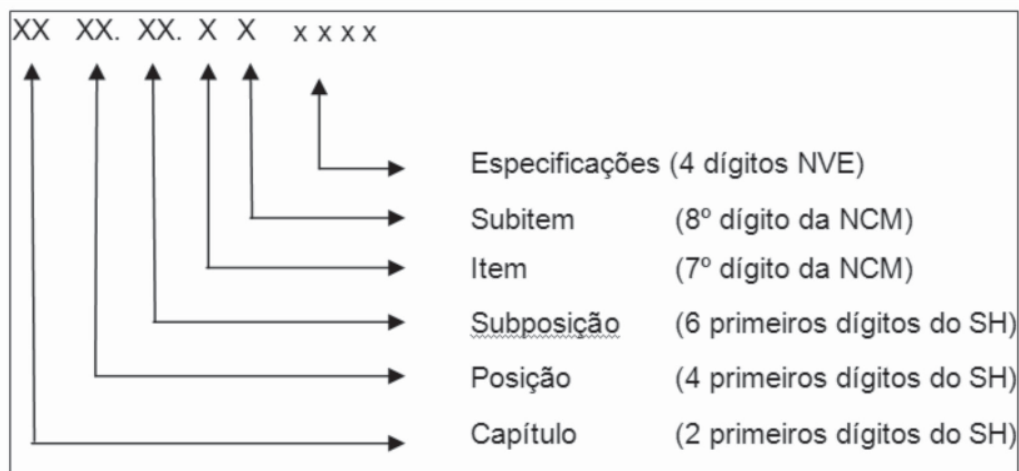 XX XX. XX. X X x x x x
Especificações (4 dígitos NVE)
Subitem (8º dígito da NCM)
Item (7º dígito da NCM)
Subposição (6 primeiros dígitos do SH)
Posição (4 primeiros dígitos do SH)
Capítulo (2 primeiros dígitos do SH)